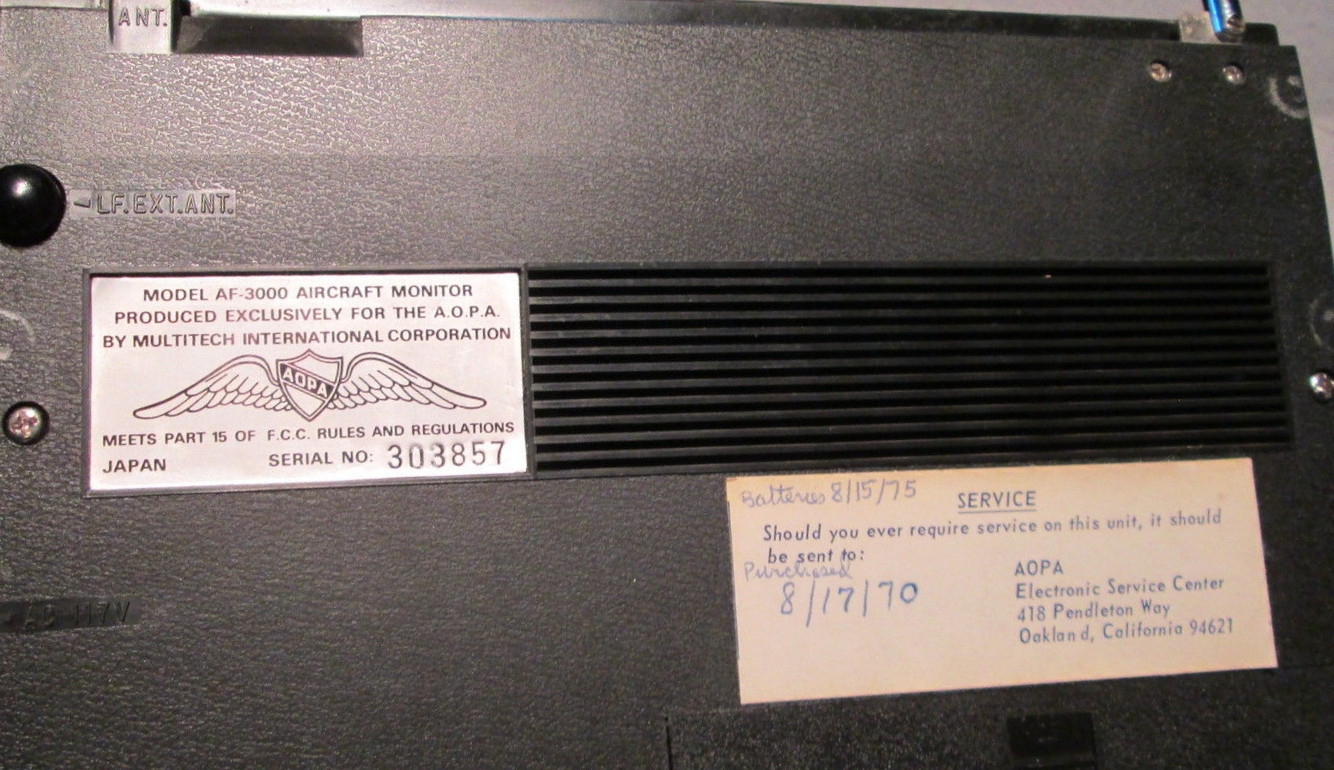 ANT.
LF.EXT.ANT.
MODEL AF-3000 AIRCRAFT MONITOR
PRODUCED EXCLUSIVELY FOR THE A.O.P.A.
BY MULTITECH INTERNATIONAL CORPORATION
AOPA
MEETS PART 15 OF F.C.C. RULES AND REGULATIONS
JAPAN SERIAL NO: 303857
Batteries 8/15/75
SERVICE
Should you ever require service on this unit, it should
be sent to:
Purchased
8/17/70
AOPA
Electronic Service Center
418 Pendleton Way
Oakland, California 94621
AC 117V